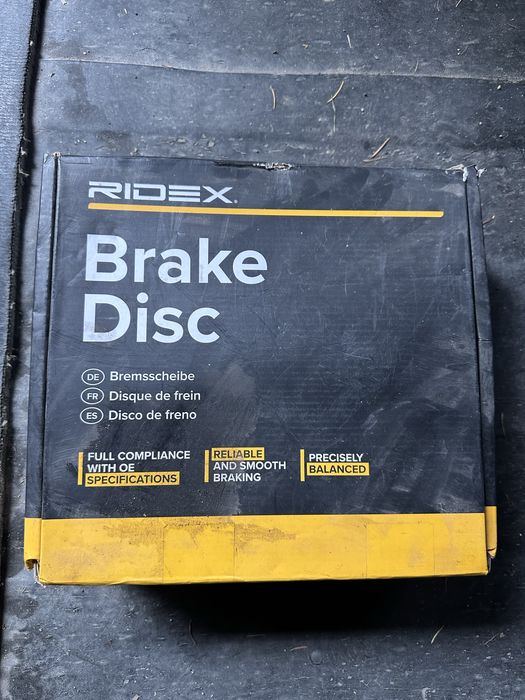 RIDEX
Brake
Disc
DE Bremsscheibe
FR Disque de frein
ES Disco de freno
FULL COMPLIANCE
WITH OE
SPECIFICATIONS
RELIABLE
AND SMOOTH
BRAKING
PRECISELY
BALANCED